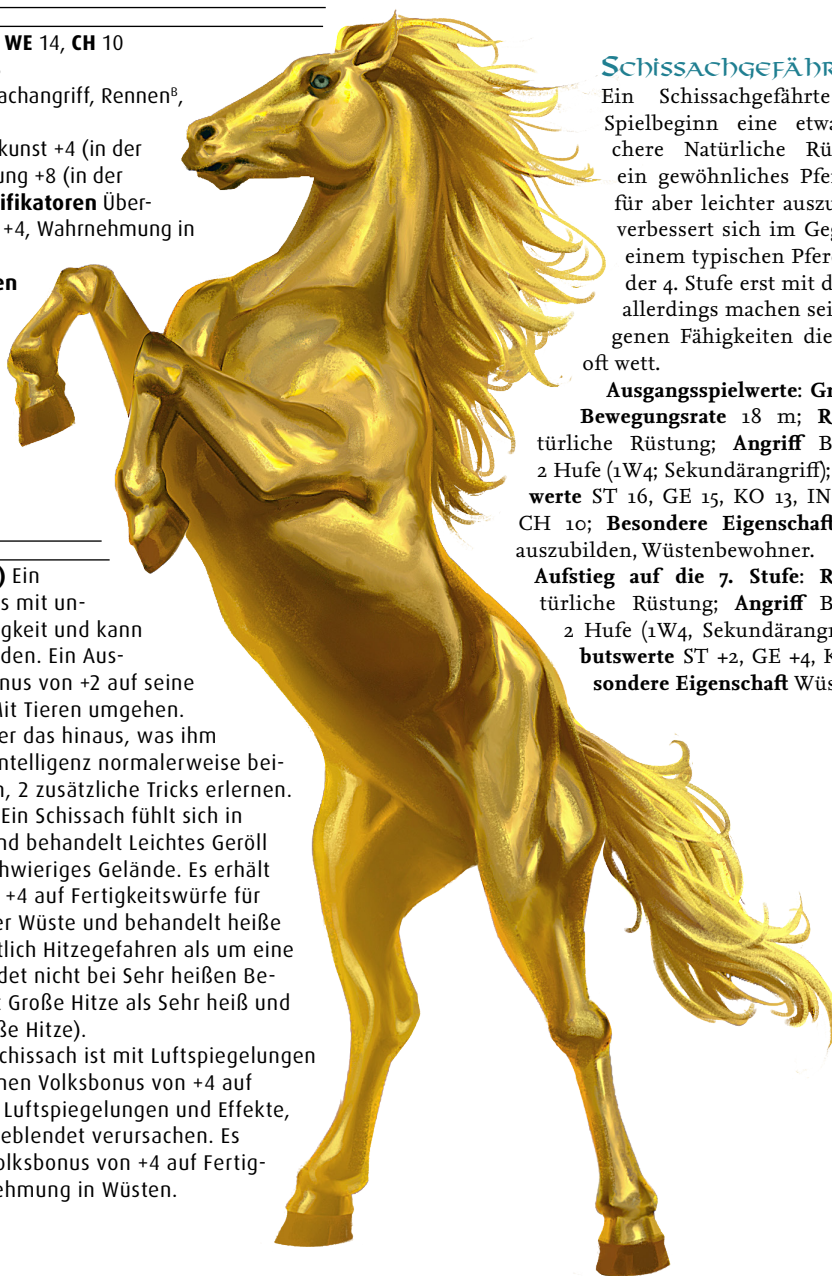 WE 14, CH 10
achangriff, Rennenᴮ,
kunst +4 (in der
ung +8 (in der
ifikatoren Über-
+4, Wahrnehmung in
en
) Ein
s mit un-
igkeit und kann
den. Ein Aus-
nus von +2 auf seine
Mit Tieren umgehen.
er das hinaus, was ihm
ntelligenz normalerweise bei-
n, 2 zusätzliche Tricks erlernen.
Ein Schissach fühlt sich in
nd behandelt Leichtes Geröll
hwieriges Gelände. Es erhält
+4 auf Fertigkeitswürfe für
er Wüste und behandelt heiße
tlich Hitzegefahren als um eine
det nicht bei Sehr heißen Be-
t Große Hitze als Sehr heiß und
ße Hitze).
chissach ist mit Luftspiegelungen
nen Volksbonus von +4 auf
Luftspiegelungen und Effekte,
eblendet verursachen. Es
olksbonus von +4 auf Fertig-
ehmung in Wüsten.
Schissachgefähr
Ein Schissachgefährte
Spielbeginn eine etwa
chere Natürliche Rü
ein gewöhnliches Pfe
für aber leichter auszu
verbessert sich im Geg
einem typischen Pferd
der 4. Stufe erst mit d
allerdings machen sei
genen Fähigkeiten die
oft wett.
Ausgangsspielwerte: Gr
Bewegungsrate 18 m; R
türliche Rüstung; Angriff B
2 Hufe (1W4; Sekundärangriff);
werte ST 16, GE 15, KO 13, IN
CH 10; Besondere Eigenschaft
auszubilden, Wüstenbewohner.
Aufstieg auf die 7. Stufe: R
türliche Rüstung; Angriff B
2 Hufe (1W4, Sekundärangr
butswerte ST +2, GE +4, K
sondere Eigenschaft Wüs